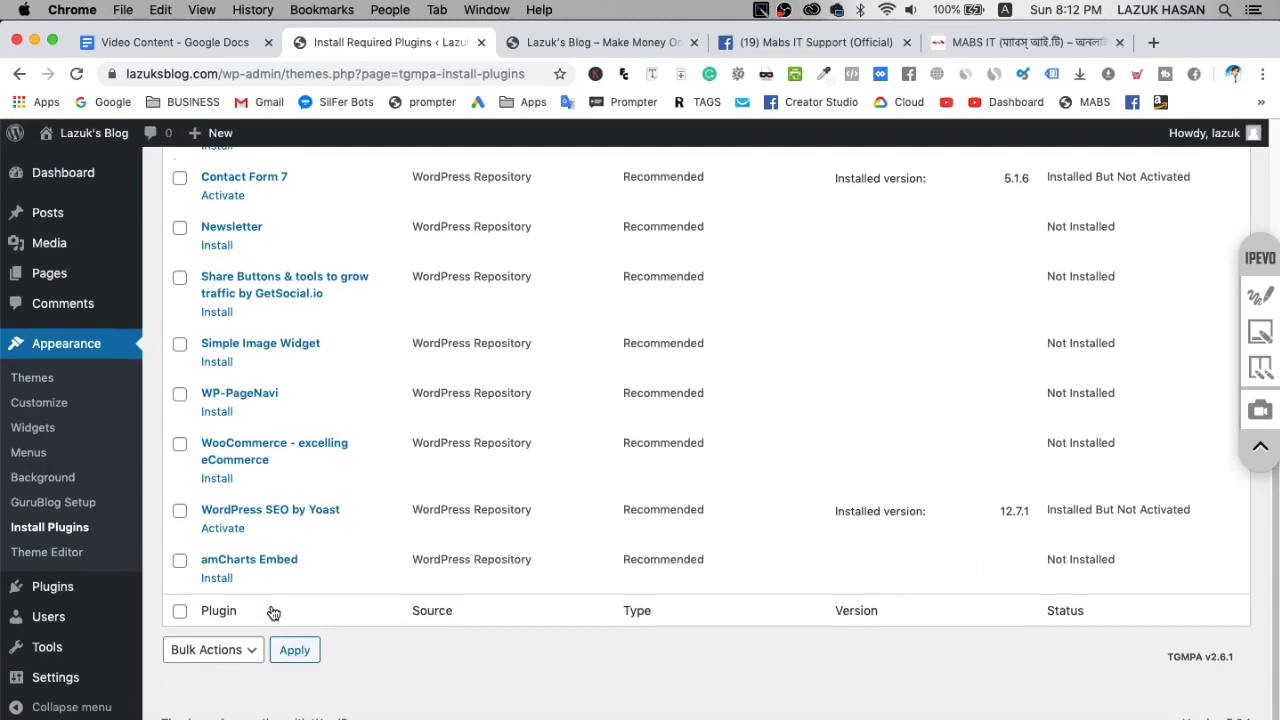 Chrome File Edit View History Bookmarks People Tab Window Help 100% A Sun 8:12 PM LAZUK HASAN
Video Content - Google Docs Install Required Plugins ‹ Lazu Lazuk's Blog – Make Money On (19) Mabs IT Support (Official) MABS IT (ম্যাবস্ আই.টি) – অনলাই
lazuksblog.com/wp-admin/themes.php?page=tgmpa-install-plugins
Apps Google BUSINESS Gmail SilFer Bots prompter Apps Prompter R TAGS Creator Studio Cloud Dashboard MABS »
Lazuk's Blog 0 New Howdy, lazuk
IPEVO
Dashboard
Posts
Media
Pages
Comments
Appearance
Themes
Customize
Widgets
Menus
Background
GuruBlog Setup
Install Plugins
Theme Editor
Plugins
Users
Tools
Settings
Collapse menu
Install
Contact Form 7 WordPress Repository Recommended Installed version: 5.1.6 Installed But Not Activated
Activate
Newsletter WordPress Repository Recommended Not Installed
Install
Share Buttons & tools to grow WordPress Repository Recommended Not Installed
traffic by GetSocial.io
Install
Simple Image Widget WordPress Repository Recommended Not Installed
Install
WP-PageNavi WordPress Repository Recommended Not Installed
Install
WooCommerce - excelling WordPress Repository Recommended Not Installed
eCommerce
Install
WordPress SEO by Yoast WordPress Repository Recommended Installed version: 12.7.1 Installed But Not Activated
Activate
amCharts Embed WordPress Repository Recommended Not Installed
Install
Plugin Source Type Version Status
Bulk Actions Apply
TGMPA v2.6.1